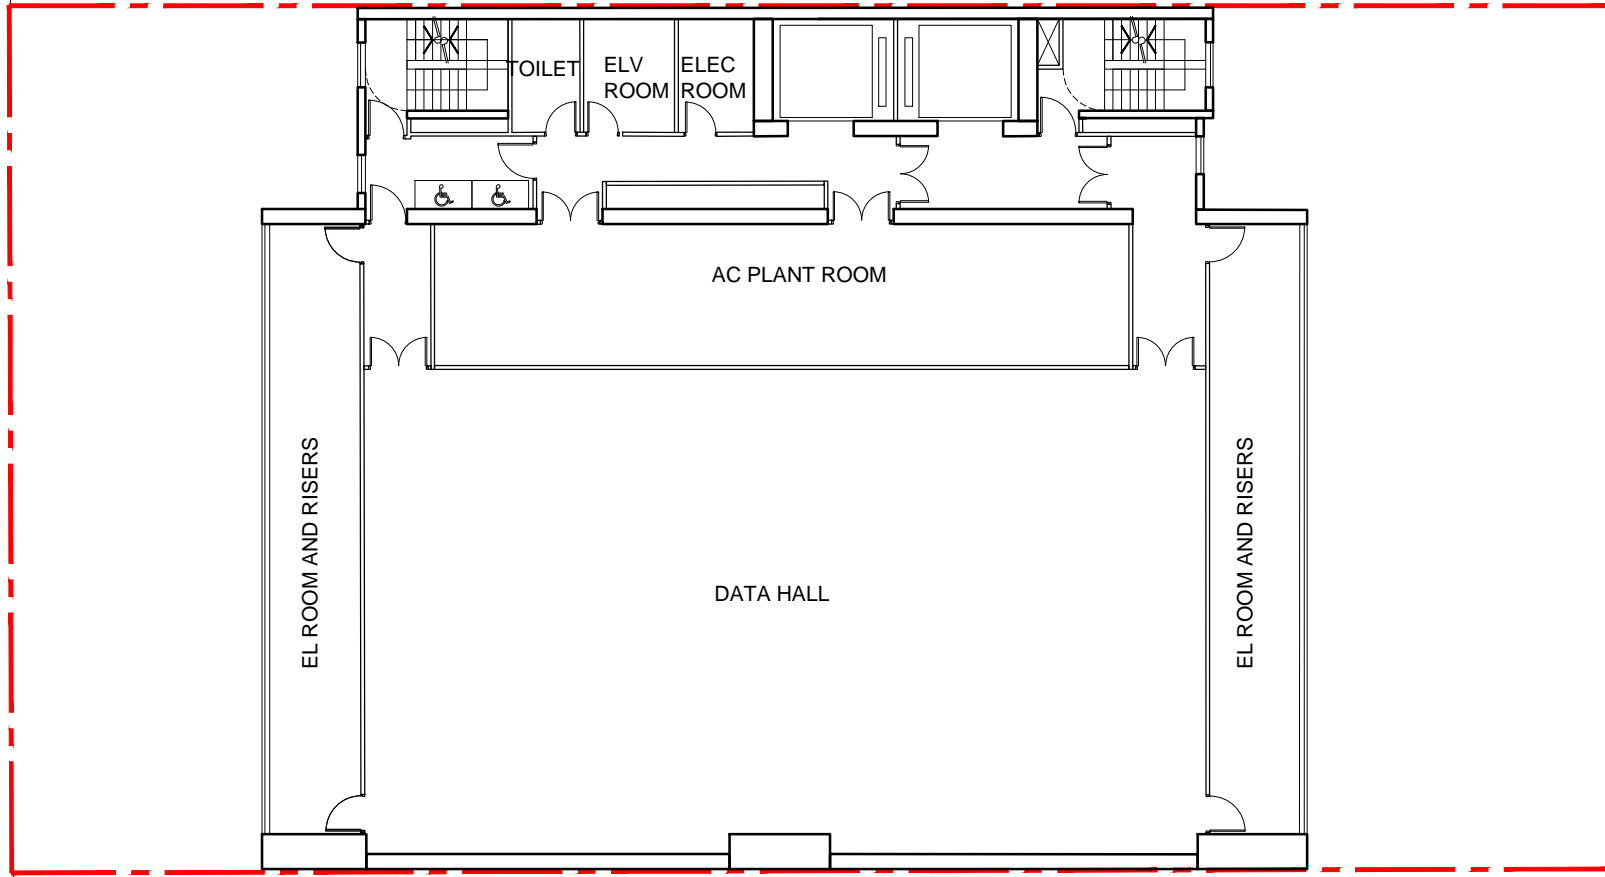 TOILET
ELV
ROOM
ELEC
ROOM
AC PLANT ROOM
EL ROOM AND RISERS
DATA HALL
EL ROOM AND RISERS